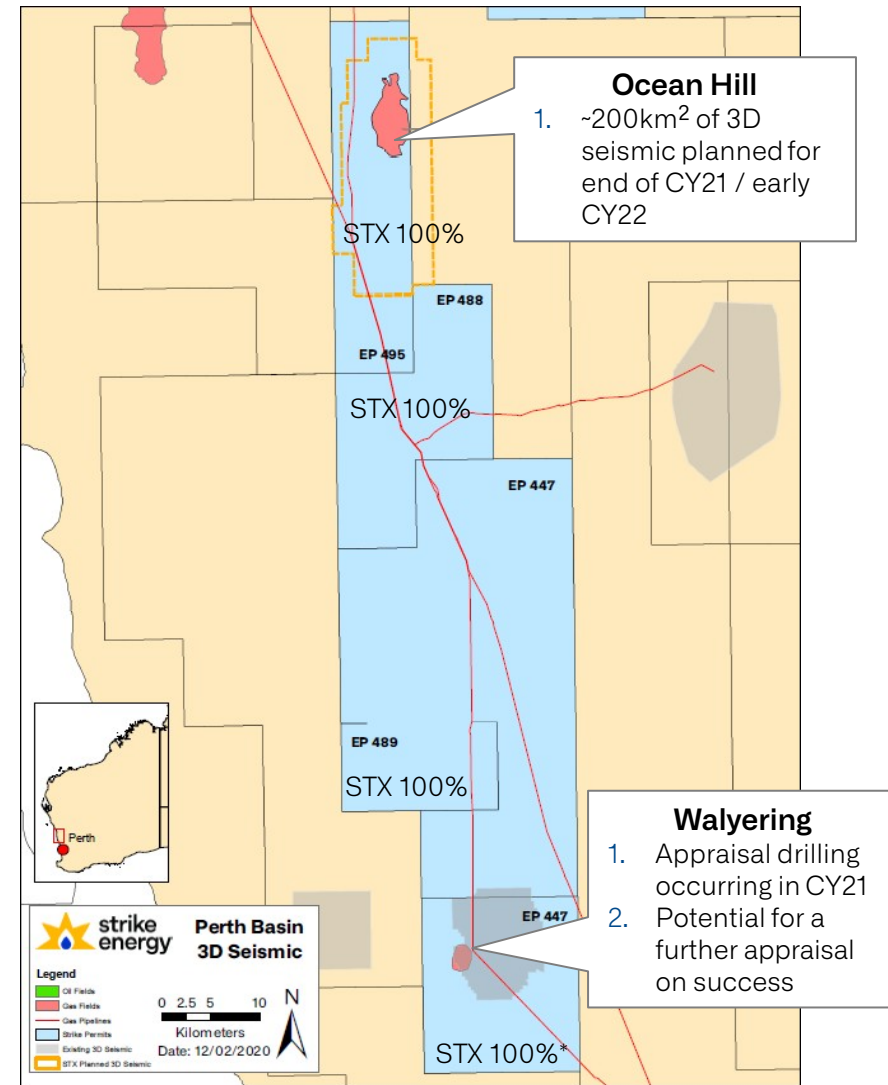 Ocean Hill
1. ~200km² of 3D
seismic planned for
end of CY21 / early
CY22
STX 100%
EP 488
EP 495
STX 100%
EP 447
EP 489
STX 100%
Perth
Walyering
1. Appraisal drilling
occurring in CY21
2. Potential for a
further appraisal
on success
EP 447
STX 100%*
strike
energy
Perth Basin
3D Seismic
Legend
Oil Fields
Gas Fields
Gas Pipelines
Strike Permits
Existing 3D Seismic
STX Planned 3D Seismic
0 2.5 5 10
Kilometers
Date: 12/02/2020
N